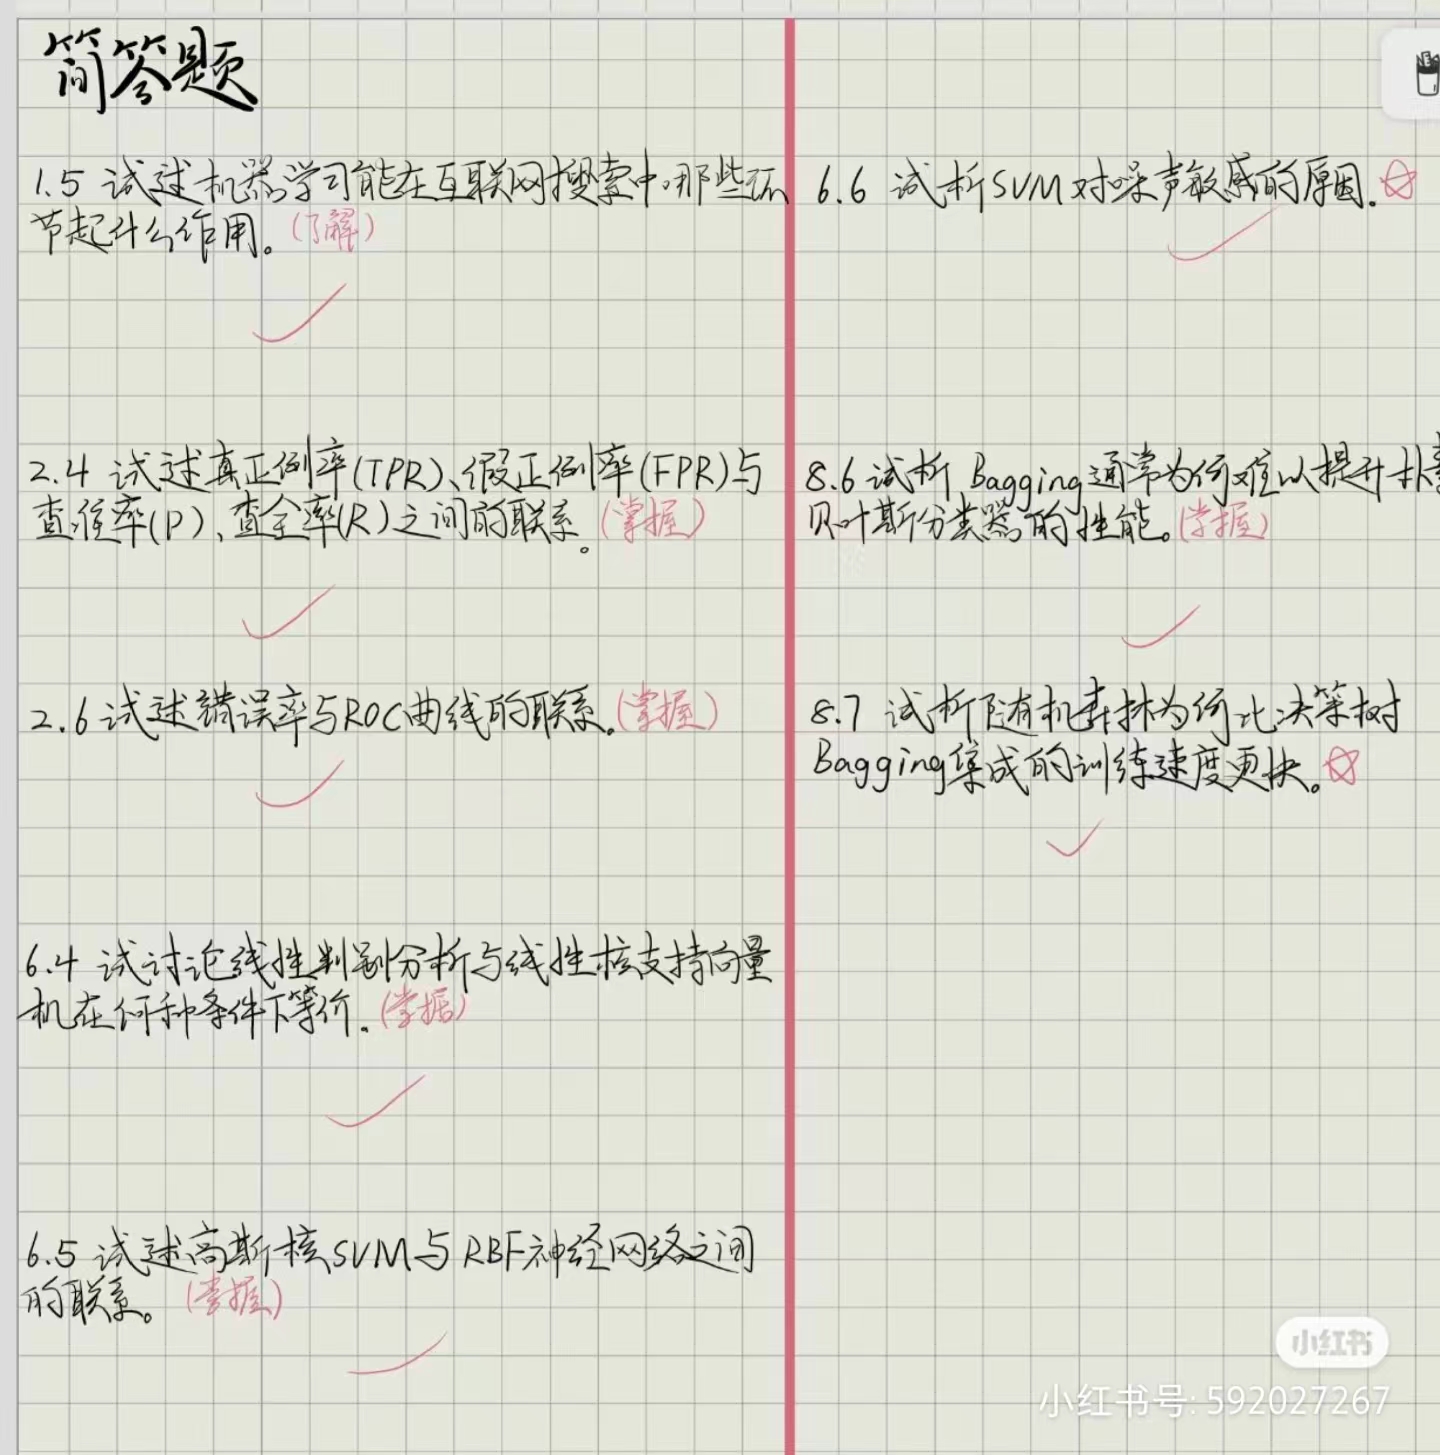 简答题
1.5 试述机器学习能在互联网搜索中哪些环
节起什么作用。(了解)
2.4 试述真正例率(TPR)、假正例率(FPR)与
查准率(P)、查全率(R)之间的联系。(掌握)
2.6 试述错误率与ROC曲线的联系。(掌握)
6.4 试讨论线性判别分析与线性核支持向量
机在何种条件下等价。(掌握)
6.5 试述高斯核SVM与RBF神经网络之间
的联系。(掌握)
6.6 试析SVM对噪声敏感的原因.☆
8.6 试析Bagging通常为何难以提升朴素
贝叶斯分类器的性能。(掌握)
8.7 试析随机森林为何比决策树
Bagging集成的训练速度更快。☆
小红书
小红书号: 592027267